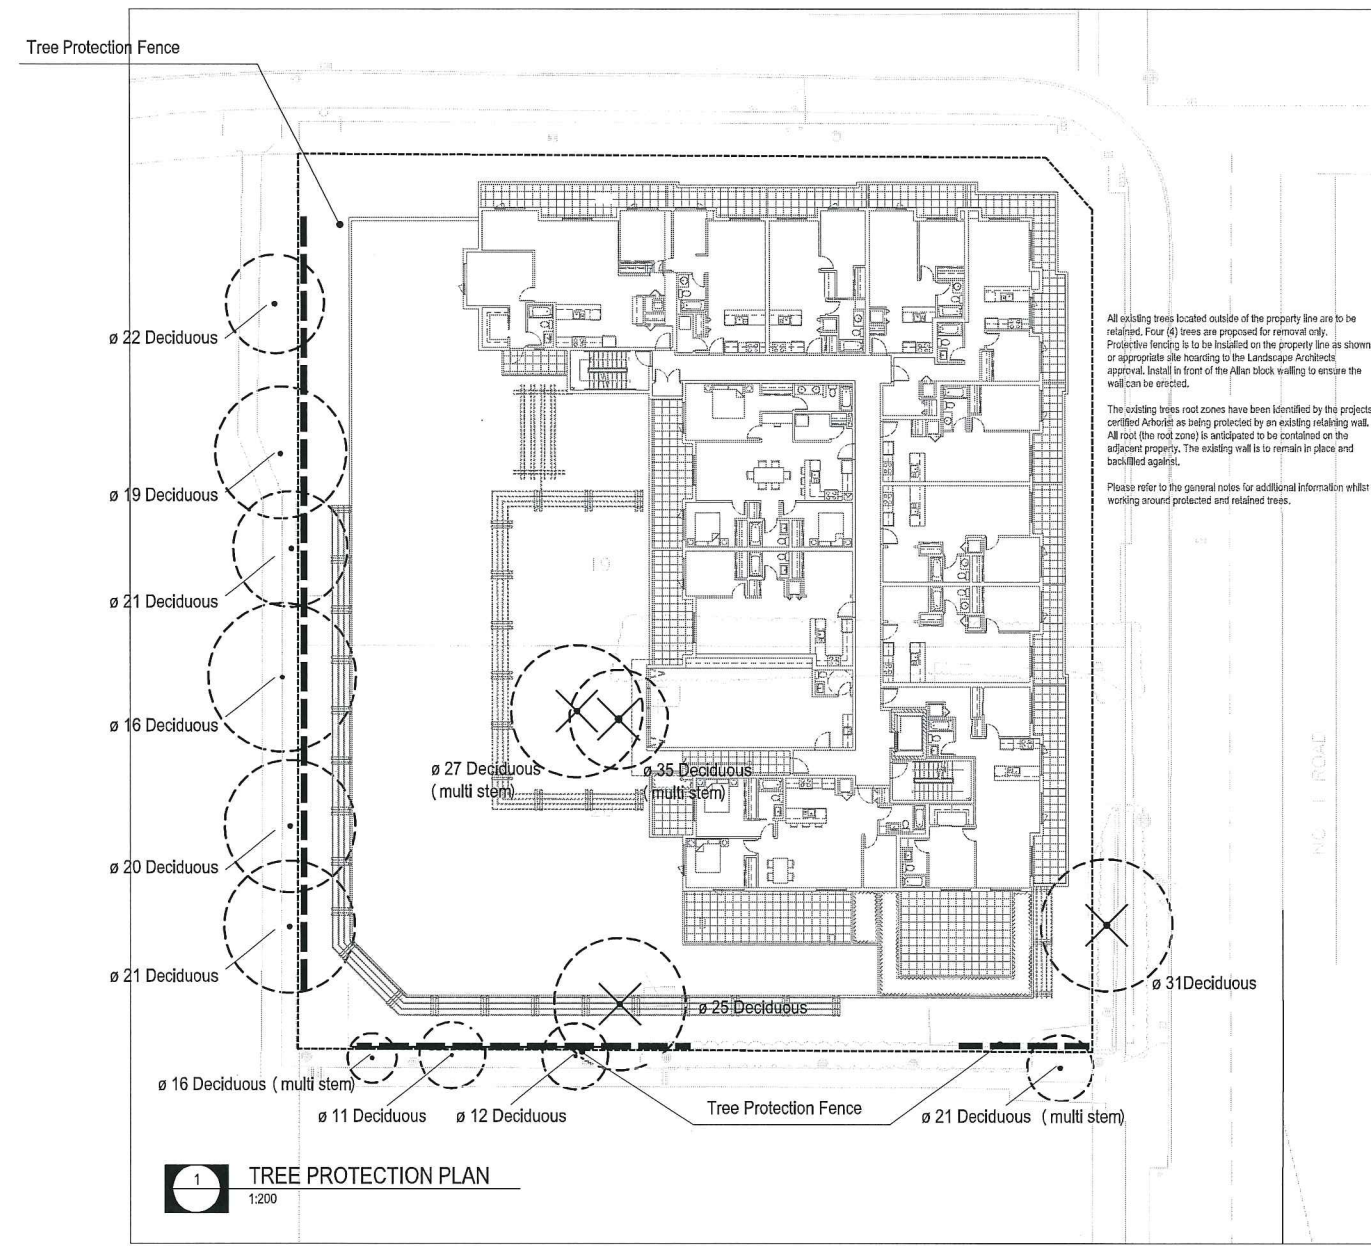 Tree Protection Fence
ø 22 Deciduous
All existing trees located outside of the property line are to be
retained. Four (4) trees are proposed for removal only.
Protective fencing is to be installed on the property line as shown
or appropriate site hoarding to the Landscape Architects
approval. Install in front of the Allan block walling to ensure the
wall can be erected.
The existing trees root zones have been identified by the projects
certified Arborist as being protected by an existing retaining wall.
All root (the root zone) is anticipated to be contained on the
adjacent property. The existing wall is to remain in place and
backfilled against.
Please refer to the general notes for additional information whilst
working around protected and retained trees.
ø 19 Deciduous
ø 21 Deciduous
ø 16 Deciduous
ø 27 Deciduous
( multi stem)
ø 35 Deciduous
( multi stem)
ROAD
ø 20 Deciduous
ø 21 Deciduous
ø 31Deciduous
ø 25 Deciduous
ø 16 Deciduous ( multi stem)
ø 11 Deciduous
ø 12 Deciduous
Tree Protection Fence
ø 21 Deciduous ( multi stem)
1
TREE PROTECTION PLAN
1:200